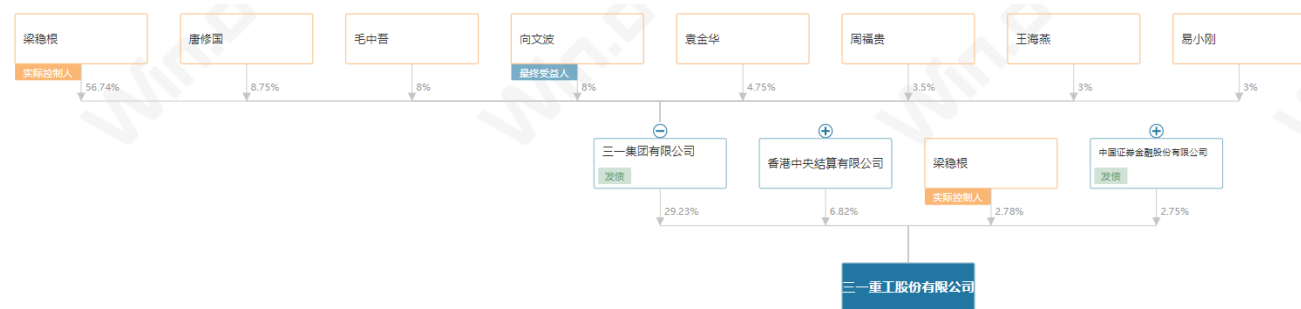 梁稳根
唐修国
毛中吾
向文波
袁金华
周福贵
王海燕
易小刚
实际控制人
最终受益人
56.74%
8.75%
8%
8%
4.75%
3.5%
3%
3%
三一集团有限公司
发债
香港中央结算有限公司
梁稳根
实际控制人
中国证券金融股份有限公司
发债
29.23%
6.82%
2.78%
2.75%
三一重工股份有限公司